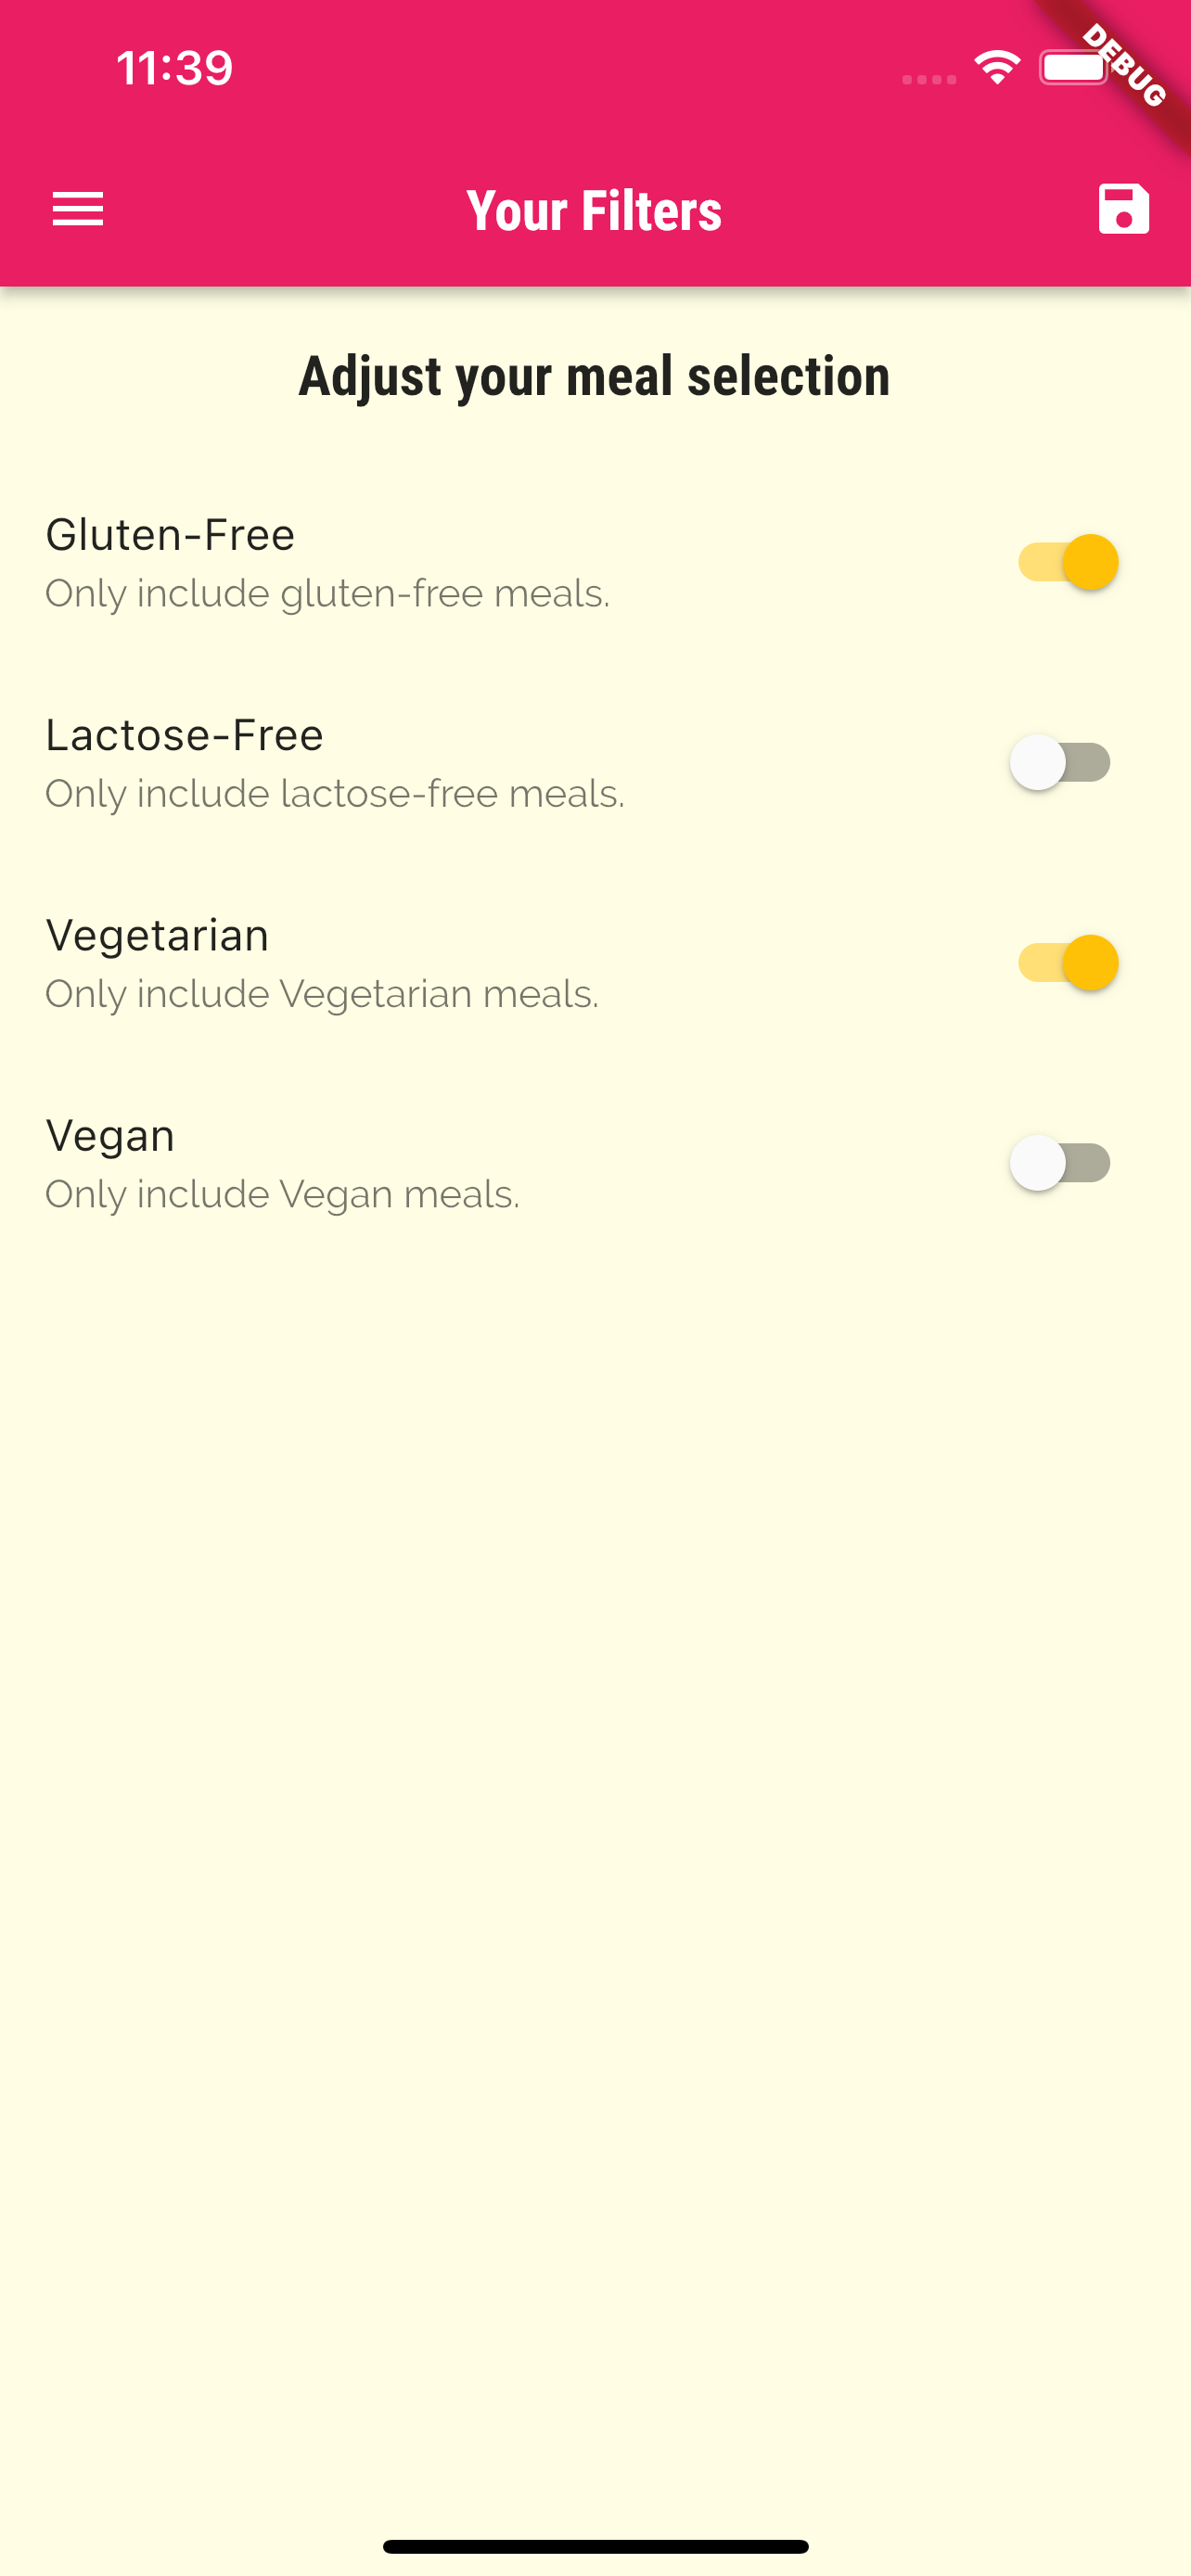 11:39
DEBUG
Your Filters
Adjust your meal selection
Gluten-Free
Only include gluten-free meals.
Lactose-Free
Only include lactose-free meals.
Vegetarian
Only include Vegetarian meals.
Vegan
Only include Vegan meals.